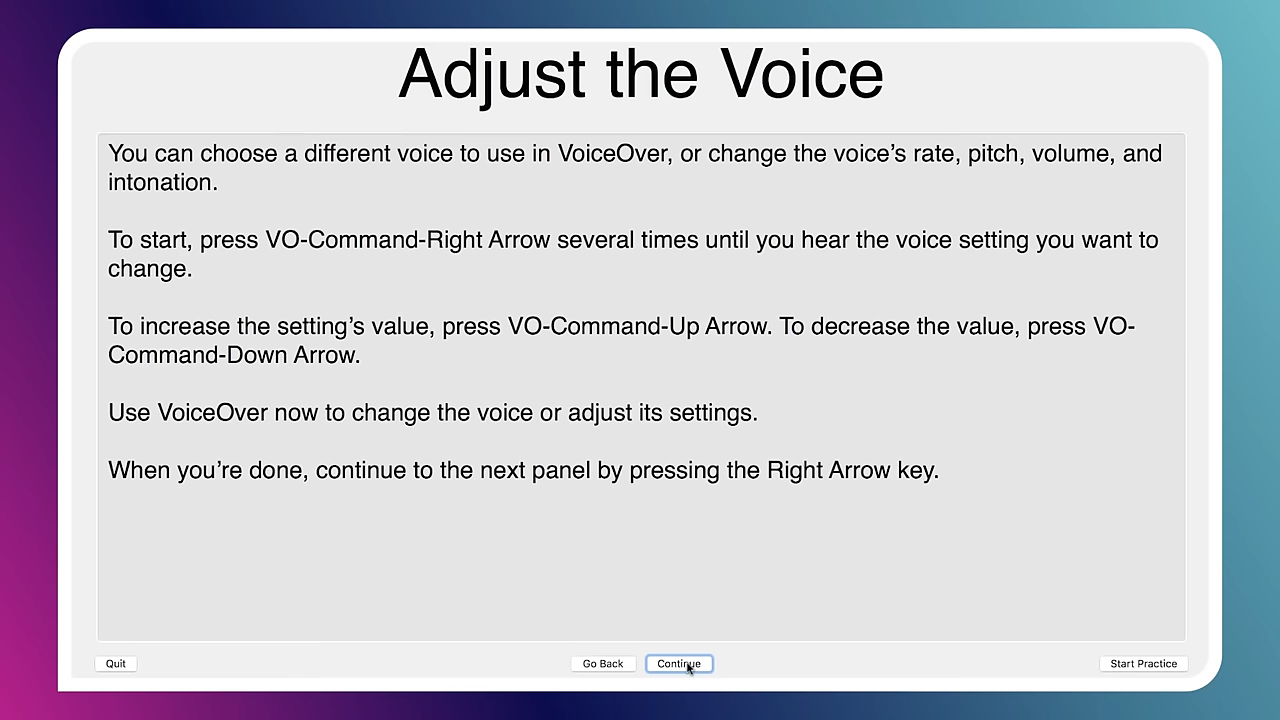 Adjust the Voice
You can choose a different voice to use in VoiceOver, or change the voice's rate, pitch, volume, and
intonation.
To start, press VO-Command-Right Arrow several times until you hear the voice setting you want to
change.
To increase the setting's value, press VO-Command-Up Arrow. To decrease the value, press VO-
Command-Down Arrow.
Use VoiceOver now to change the voice or adjust its settings.
When you're done, continue to the next panel by pressing the Right Arrow key.
Quit
Go Back
Continue
Start Practice